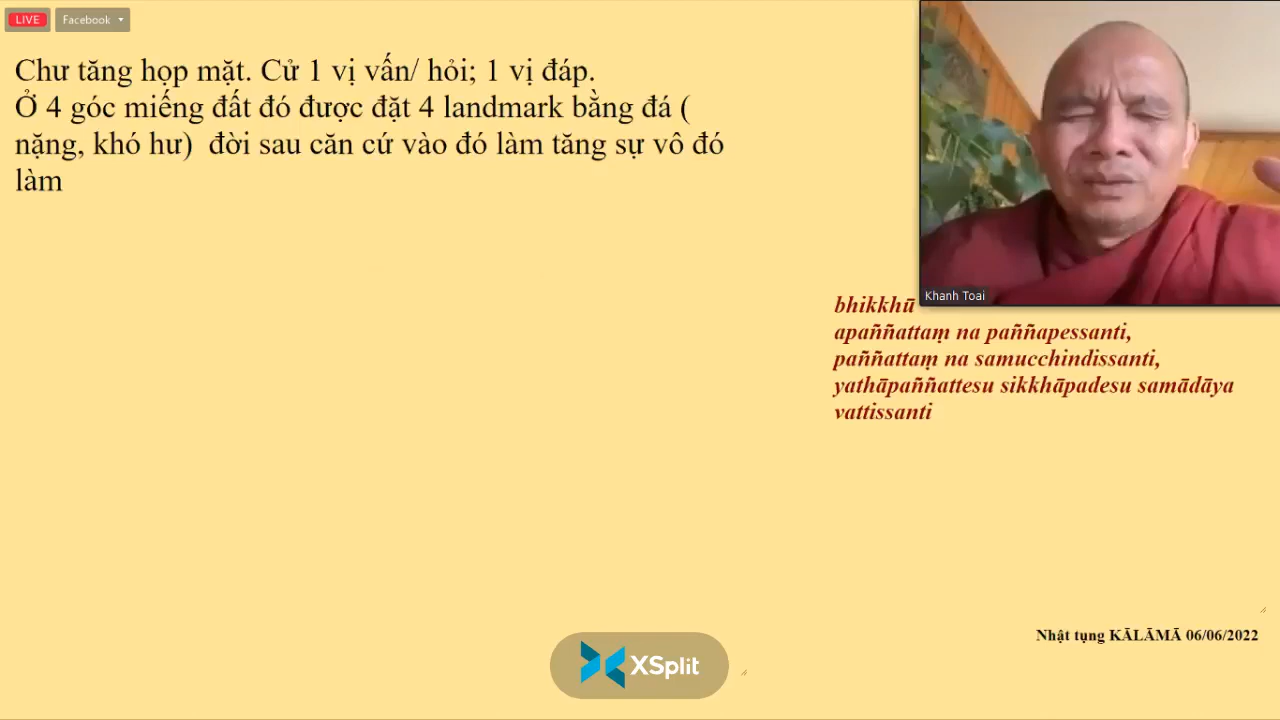 LIVE
Facebook
Chư tăng họp mặt. Cử 1 vị vấn/ hỏi; 1 vị đáp.
Ở 4 góc miếng đất đó được đặt 4 landmark bằng đá (
nặng, khó hư)  đời sau căn cứ vào đó làm tăng sự vô đó
làm
Khanh Toai
bhikkhū
apaññattaṃ na paññapessanti,
paññattaṃ na samucchindissanti,
yathāpaññattesu sikkhāpadesu samādāya
vattissanti
Nhật tụng KĀLĀMĀ 06/06/2022
XSplit